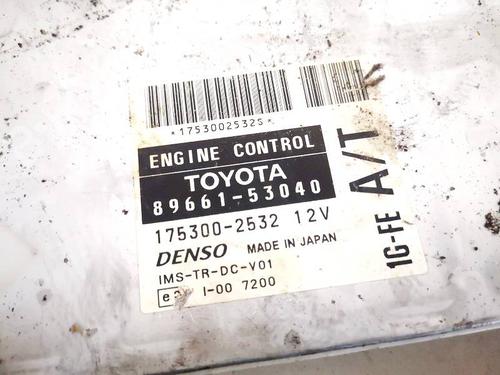 *1753002532S*
ENGINE CONTROL
TOYOTA
89661-53040
175300-2532 12V
DENSO MADE IN JAPAN
IMS-TR-DC-V01
I-00 7200
1G-FE A/T